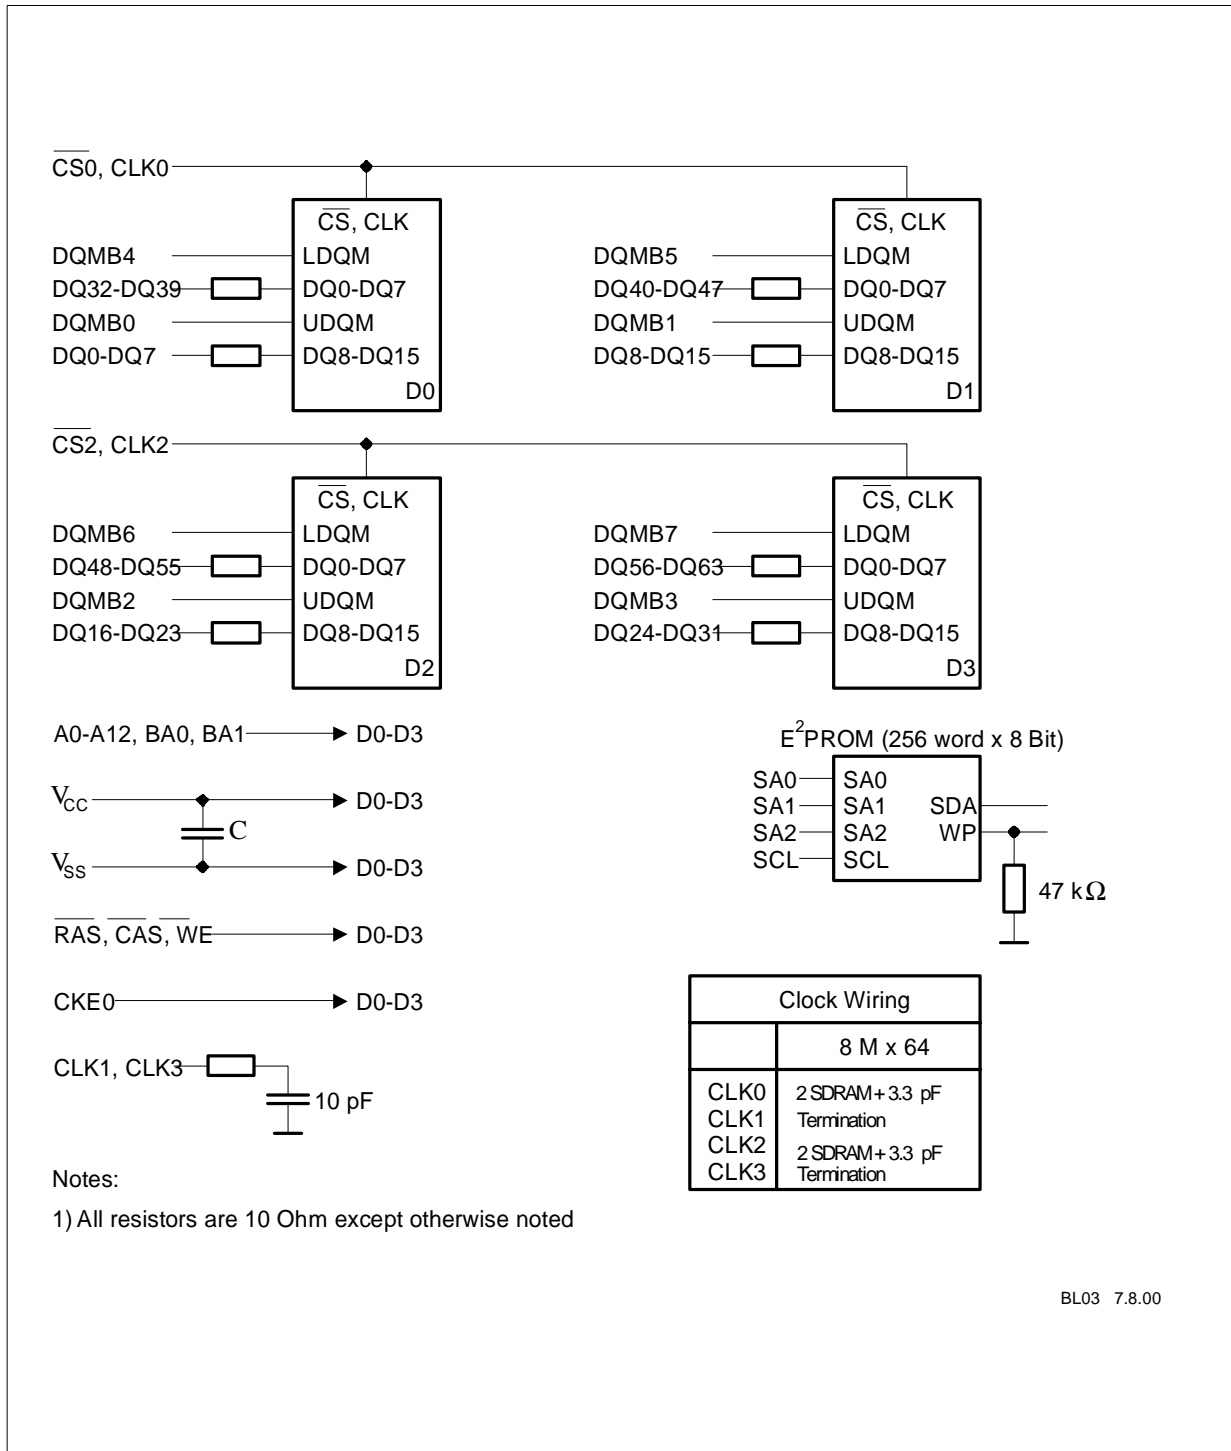 CS0, CLK0
CS, CLK
DQMB4
LDQM
DQ32-DQ39
DQ0-DQ7
DQMB0
UDQM
DQ0-DQ7
DQ8-DQ15
D0
CS, CLK
DQMB5
LDQM
DQ40-DQ47
DQ0-DQ7
DQMB1
UDQM
DQ8-DQ15
DQ8-DQ15
D1
CS2, CLK2
CS, CLK
DQMB6
LDQM
DQ48-DQ55
DQ0-DQ7
DQMB2
UDQM
DQ16-DQ23
DQ8-DQ15
D2
CS, CLK
DQMB7
LDQM
DQ56-DQ63
DQ0-DQ7
DQMB3
UDQM
DQ24-DQ31
DQ8-DQ15
D3
A0-A12, BA0, BA1 D0-D3
VCC D0-D3
C
VSS D0-D3
RAS, CAS, WE D0-D3
CKE0 D0-D3
CLK1, CLK3
10 pF
E²PROM (256 word x 8 Bit)
SA0 SA0
SA1 SA1 SDA
SA2 SA2 WP
SCL SCL
47 kΩ
Clock Wiring
8 M x 64
CLK0 2 SDRAM + 3.3 pF
CLK1 Termination
CLK2 2 SDRAM + 3.3 pF
CLK3 Termination
Notes:
1) All resistors are 10 Ohm except otherwise noted
BL03 7.8.00